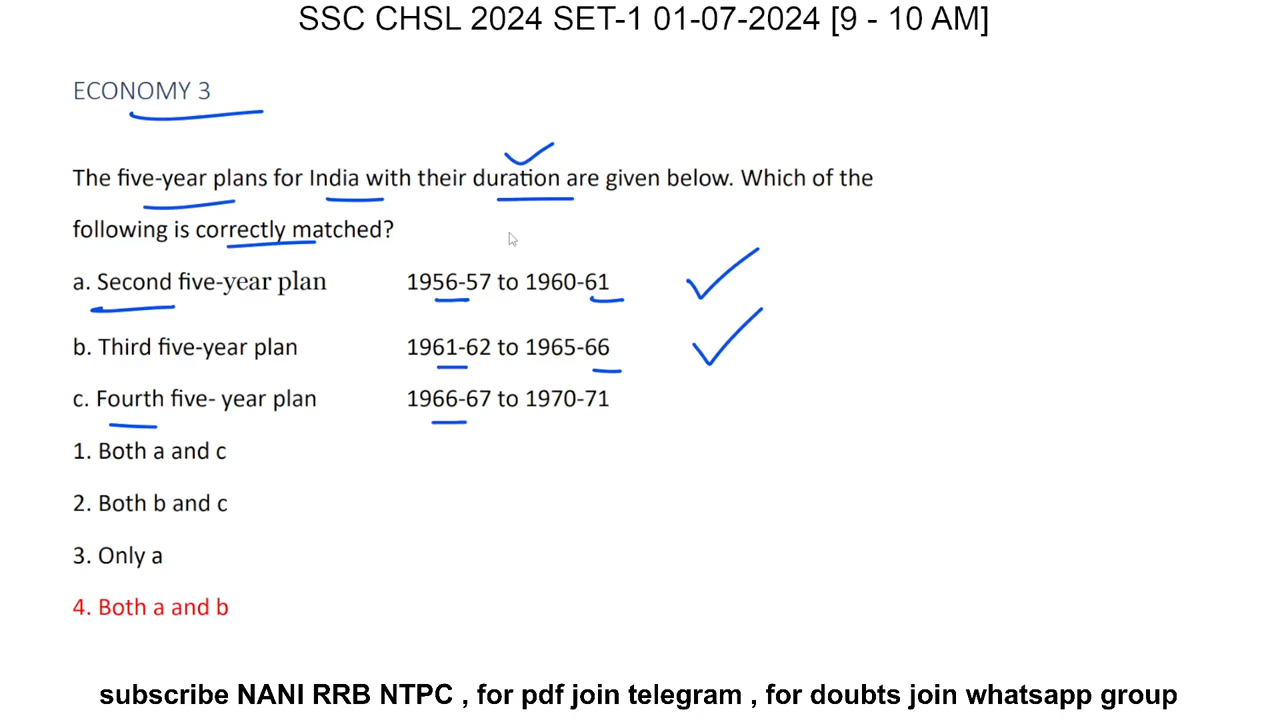 SSC CHSL 2024 SET-1 01-07-2024 [9 - 10 AM]
ECONOMY 3
The five-year plans for India with their duration are given below. Which of the
following is correctly matched?
a. Second five-year plan 1956-57 to 1960-61
b. Third five-year plan 1961-62 to 1965-66
c. Fourth five- year plan 1966-67 to 1970-71
1. Both a and c
2. Both b and c
3. Only a
4. Both a and b
subscribe NANI RRB NTPC , for pdf join telegram , for doubts join whatsapp group